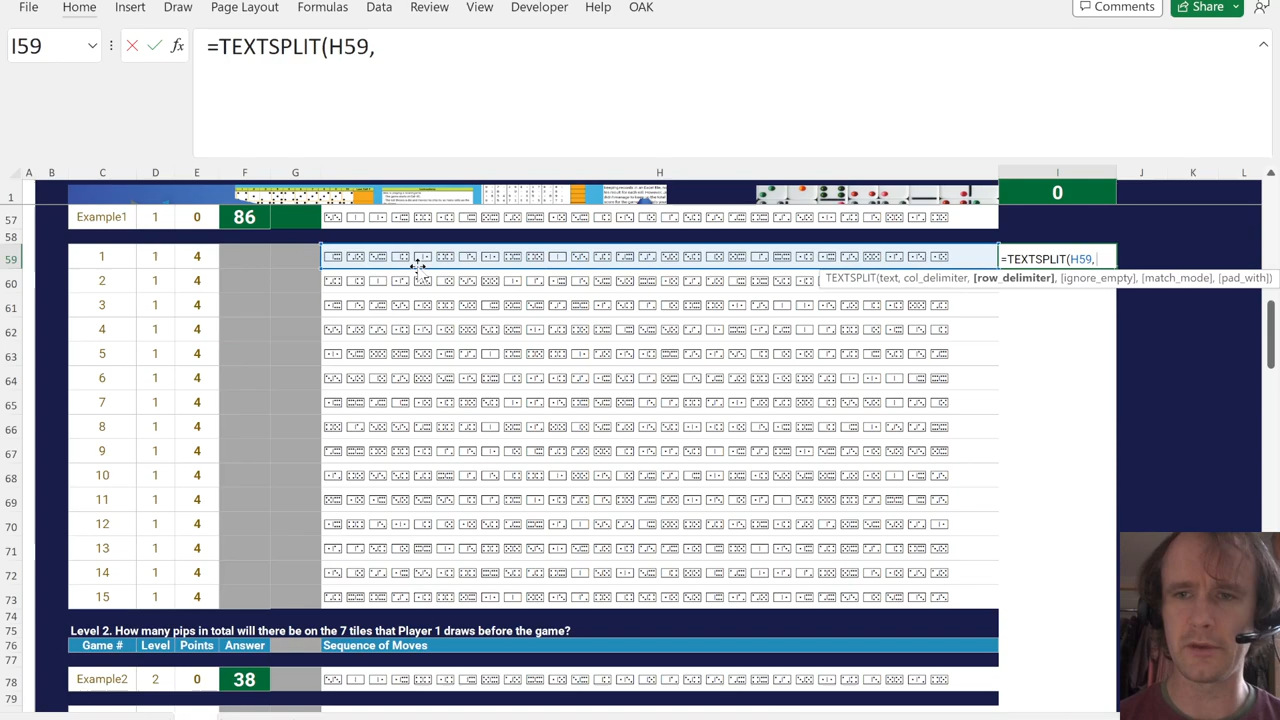 File Home Insert Draw Page Layout Formulas Data Review View Developer Help OAK Comments Share
I59 fx =TEXTSPLIT(H59,
A B C D E F G H I J K L
1 0
57 Example1 1 0 86
58
59 1 1 4 =TEXTSPLIT(H59,
TEXTSPLIT(text, col_delimiter, [row_delimiter], [ignore_empty], [match_mode], [pad_with])
60 2 1 4
61 3 1 4
62 4 1 4
63 5 1 4
64 6 1 4
65 7 1 4
66 8 1 4
67 9 1 4
68 10 1 4
69 11 1 4
70 12 1 4
71 13 1 4
72 14 1 4
73 15 1 4
74
75 Level 2. How many pips in total will there be on the 7 tiles that Player 1 draws before the game?
76 Game # Level Points Answer Sequence of Moves
77
78 Example2 2 0 38
79